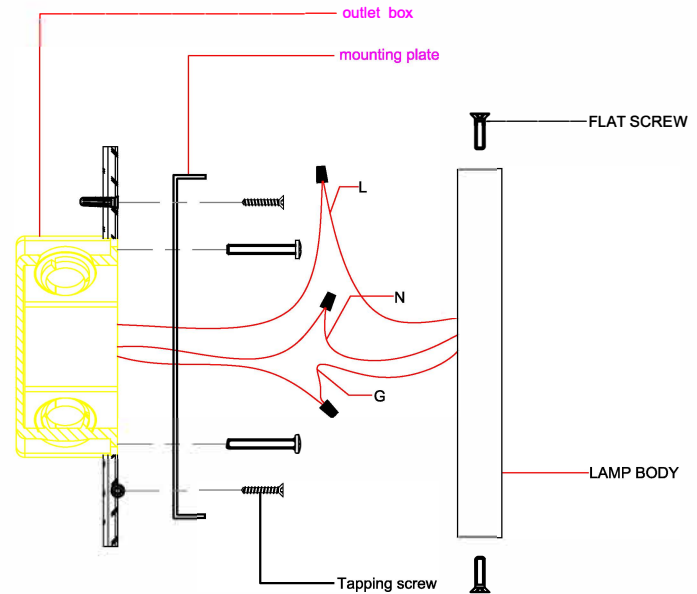 outlet box
mounting plate
FLAT SCREW
L
N
G
LAMP BODY
Tapping screw